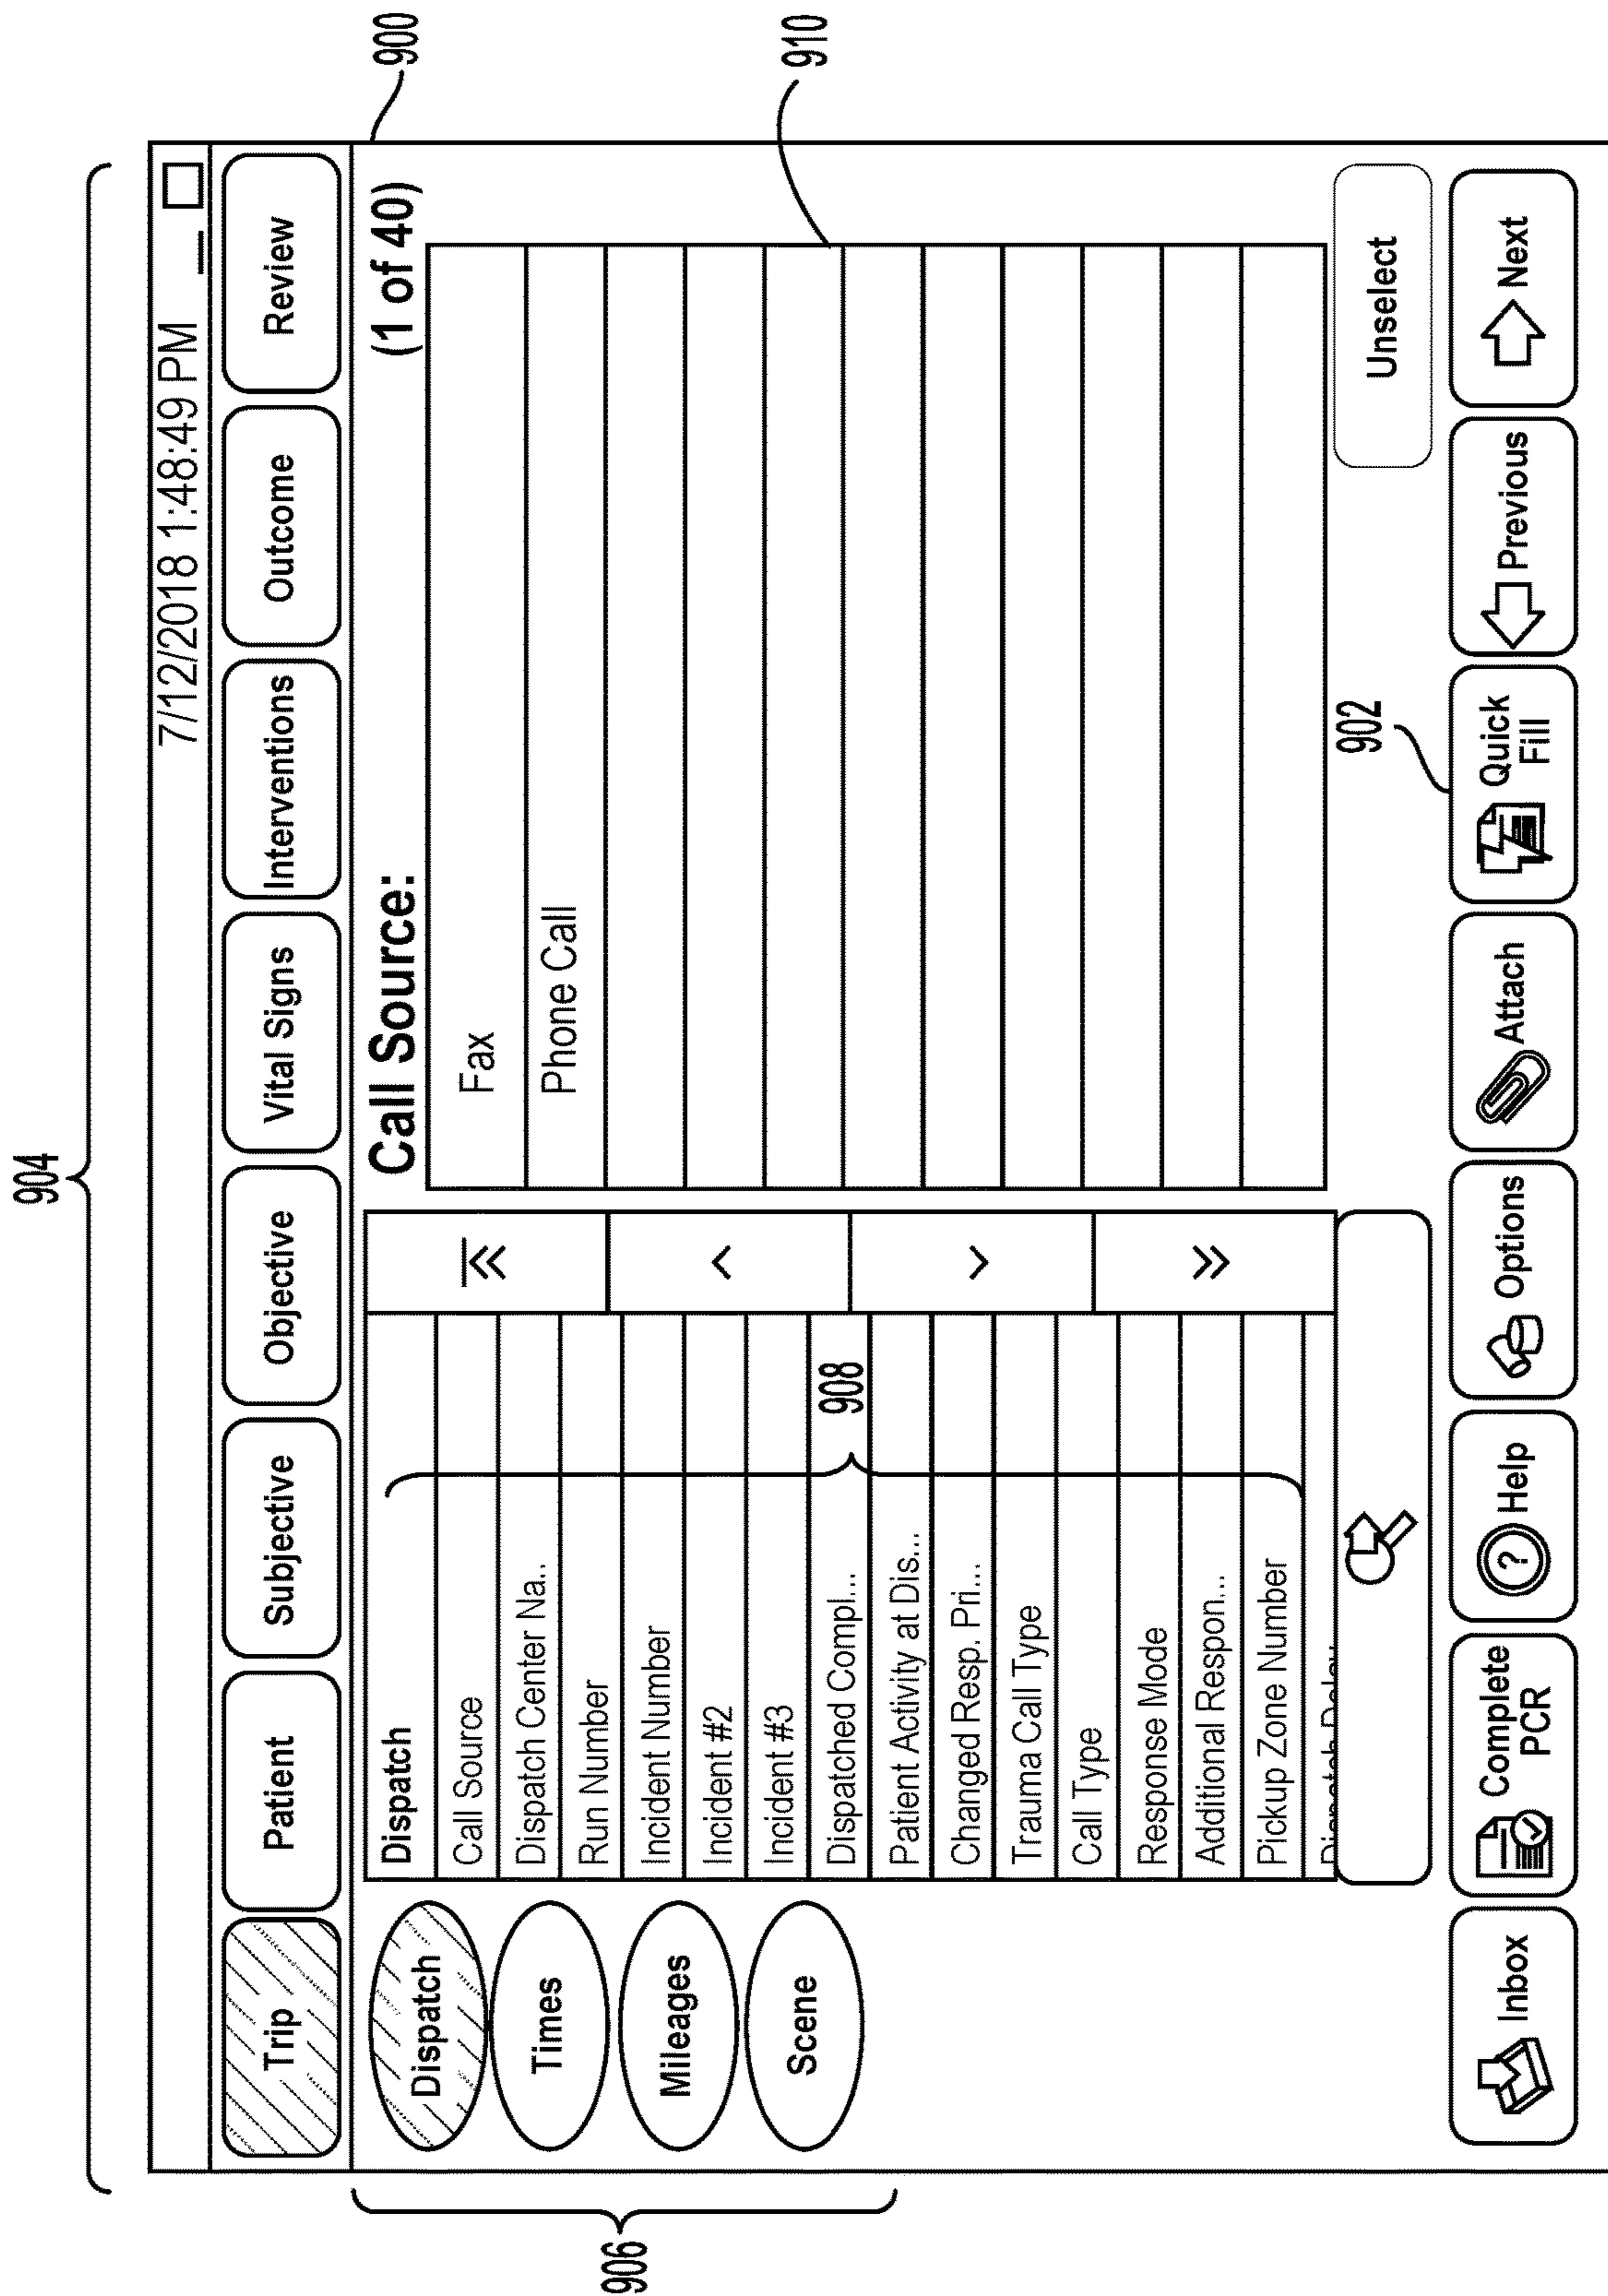 904
7/12/2018 1:48:49 PM
900
Trip
Patient
Subjective
Objective
Vital Signs
Interventions
Outcome
Review
906
Dispatch
Times
Mileages
Scene
Dispatch
Call Source
Dispatch Center Na..
Run Number
Incident Number
Incident #2
Incident #3
Dispatched Compl...
Patient Activity at Dis...
Changed Resp. Pri...
Trauma Call Type
Call Type
Response Mode
Additional Respon...
Pickup Zone Number
908
Call Source:
(1 of 40)
Fax
Phone Call
910
Unselect
902
Inbox
Complete
PCR
? Help
Options
Attach
Quick
Fill
Previous
Next